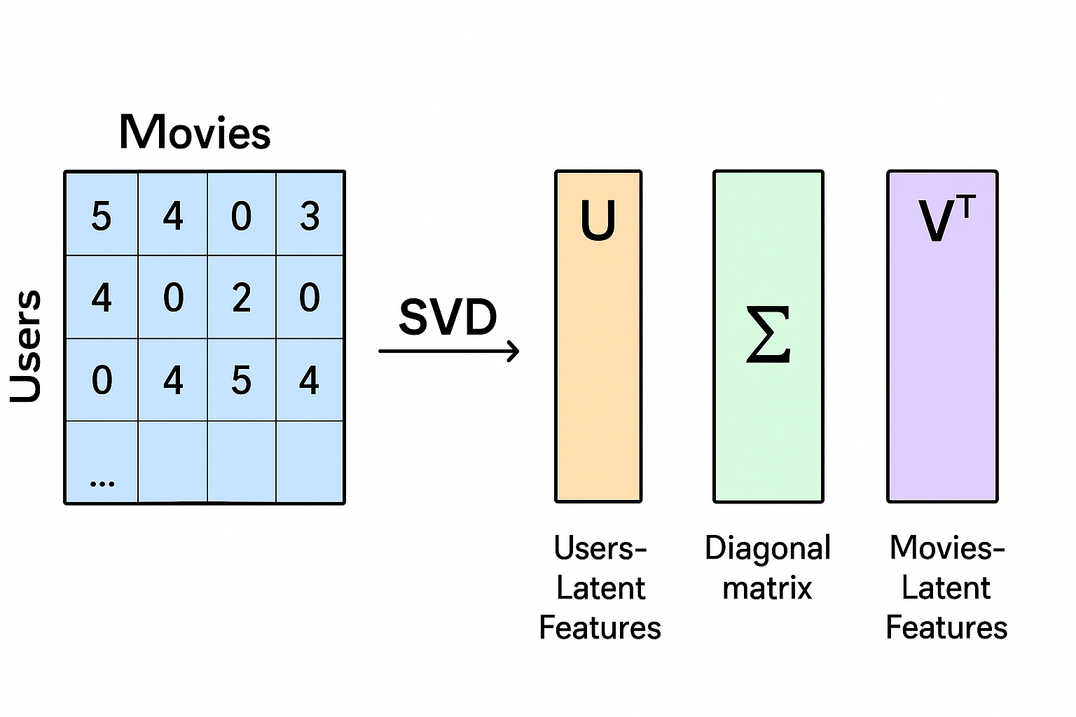 Movies
Users
5 4 0 3
4 0 2 0
0 4 5 4
...
SVD
U
Σ
Vᵀ
Users-
Latent
Features
Diagonal
matrix
Movies-
Latent
Features